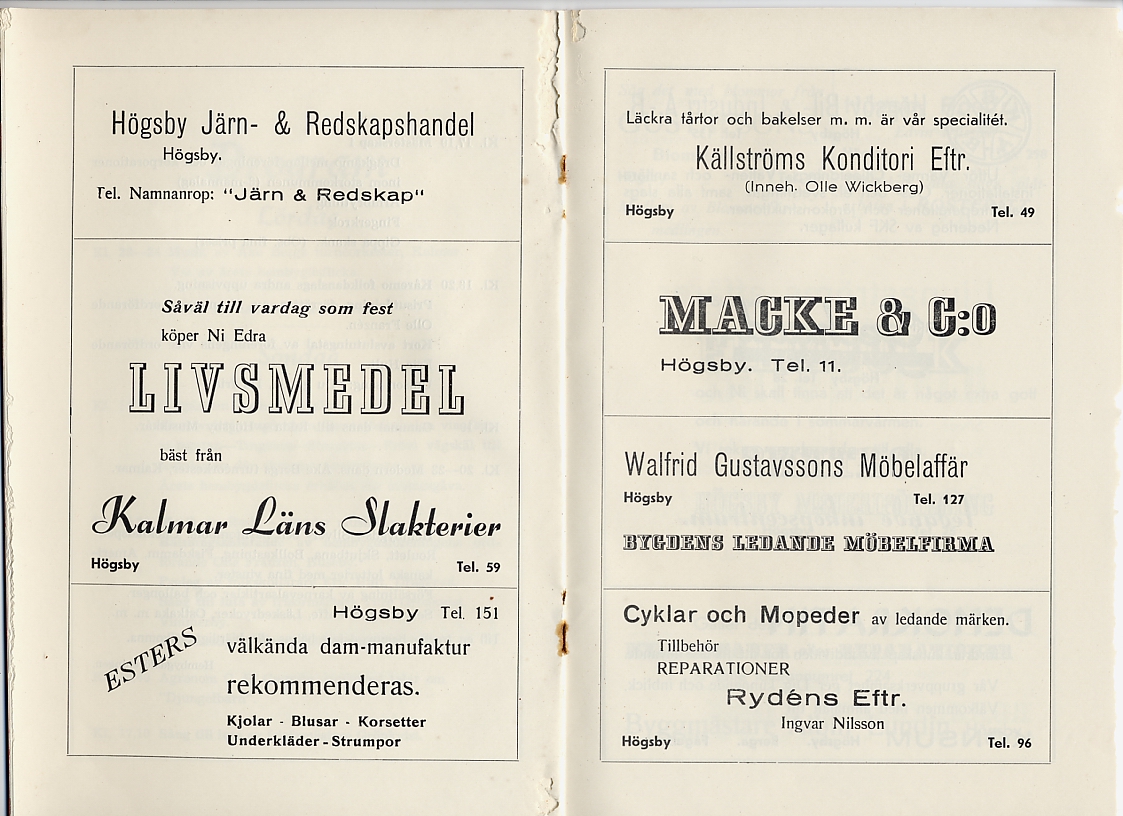 Högsby Järn- & Redskapshandel
Högsby.
Tel. Namnanrop: "Järn & Redskap"
Såväl till vardag som fest
köper Ni Edra
LIVSMEDEL
bäst från
Kalmar Läns Slakterier
Högsby Tel. 59
Högsby Tel. 151
ESTERS
välkända dam-manufaktur
rekommenderas.
Kjolar - Blusar - Korsetter
Underkläder - Strumpor
Läckra tårtor och bakelser m. m. är vår specialitét.
Källströms Konditori Eftr.
(Inneh. Olle Wickberg)
Högsby Tel. 49
MACKE & C:o
Högsby. Tel. 11.
Walfrid Gustavssons Möbelaffär
Högsby Tel. 127
BYGDENS LEDANDE MÖBELFIRMA
Cyklar och Mopeder av ledande märken.
Tillbehör
REPARATIONER
Rydéns Eftr.
Ingvar Nilsson
Högsby Tel. 96